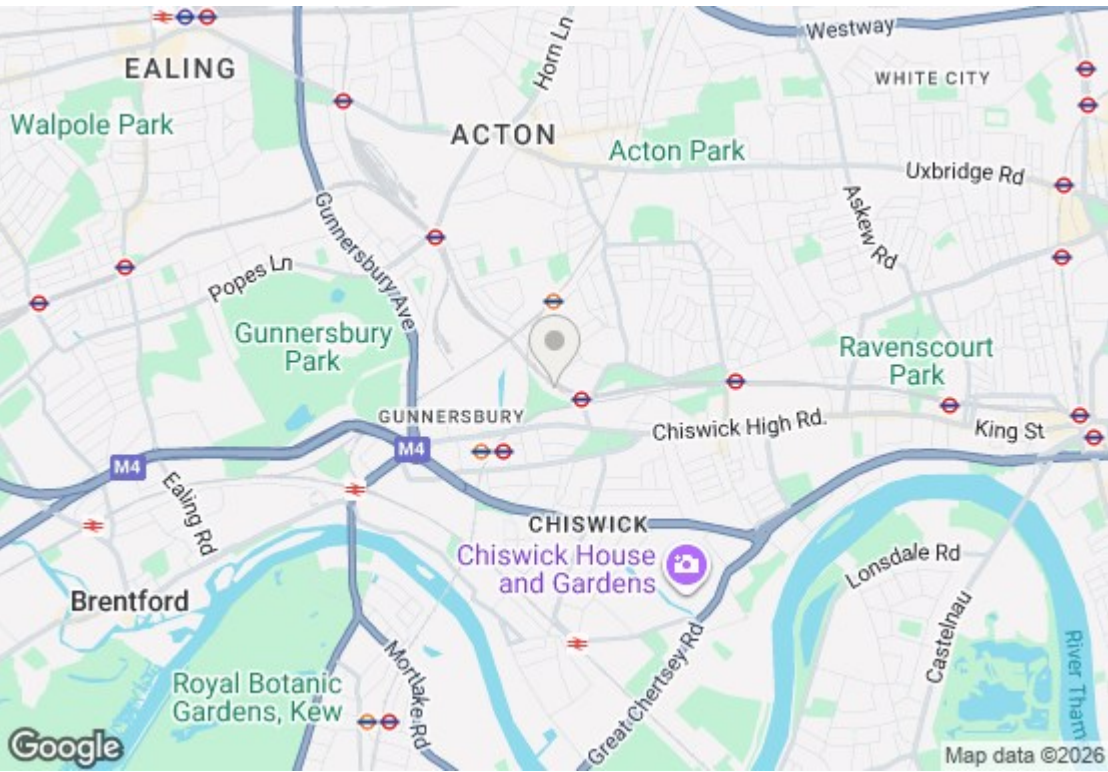 Westway
Horn Ln
EALING
WHITE CITY
Walpole Park
ACTON
Acton Park
Uxbridge Rd
Askew Rd
Gunnersbury Ave
Popes Ln
Gunnersbury
Park
Ravenscourt
Park
GUNNERSBURY
Chiswick High Rd.
King St
M4
M4
Ealing Rd
CHISWICK
Chiswick House
and Gardens
Lonsdale Rd
Brentford
Castelnau
Mortlake Rd
Great Chertsey Rd
River Tham
Royal Botanic
Gardens, Kew
Google
Map data ©2026